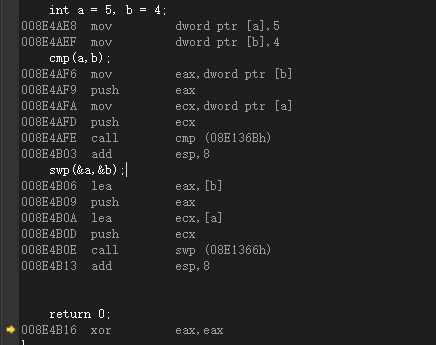 int a = 5, b = 4;
008E4AE8 mov dword ptr [a],5
008E4AEF mov dword ptr [b],4
cmp(a,b);
008E4AF6 mov eax,dword ptr [b]
008E4AF9 push eax
008E4AFA mov ecx,dword ptr [a]
008E4AFD push ecx
008E4AFE call cmp (08E136Bh)
008E4B03 add esp,8
swp(&a,&b);
008E4B06 lea eax,[b]
008E4B09 push eax
008E4B0A lea ecx,[a]
008E4B0D push ecx
008E4B0E call swp (08E1366h)
008E4B13 add esp,8
return 0;
008E4B16 xor eax,eax